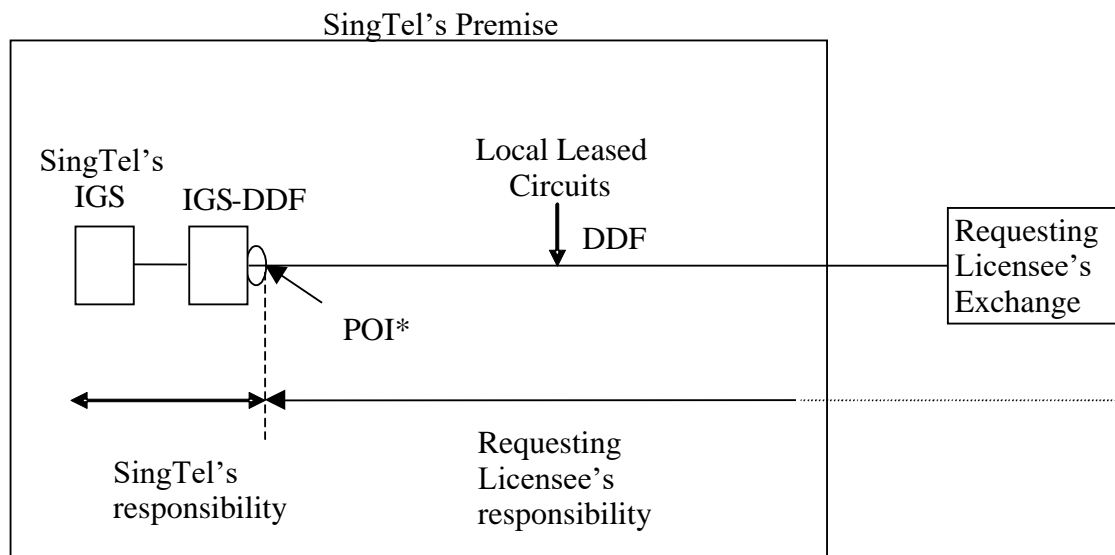 SingTel's Premise
SingTel's
IGS
IGS-DDF
Local Leased
Circuits
DDF
Requesting
Licensee's
Exchange
POI*
SingTel's
responsibility
Requesting
Licensee's
responsibility